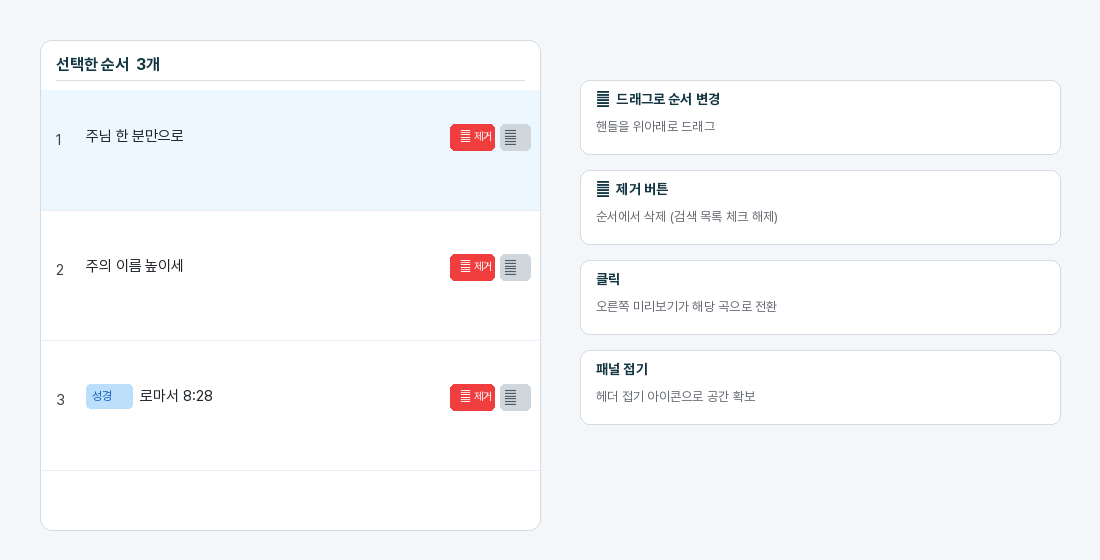 선택한 순서 3개
1 주님 한 분만으로 제거
2 주의 이름 높이세 제거
3 성경 로마서 8:28 제거
드래그로 순서 변경
핸들을 위아래로 드래그
제거 버튼
순서에서 삭제 (검색 목록 체크 해제)
클릭
오른쪽 미리보기가 해당 곡으로 전환
패널 접기
헤더 접기 아이콘으로 공간 확보